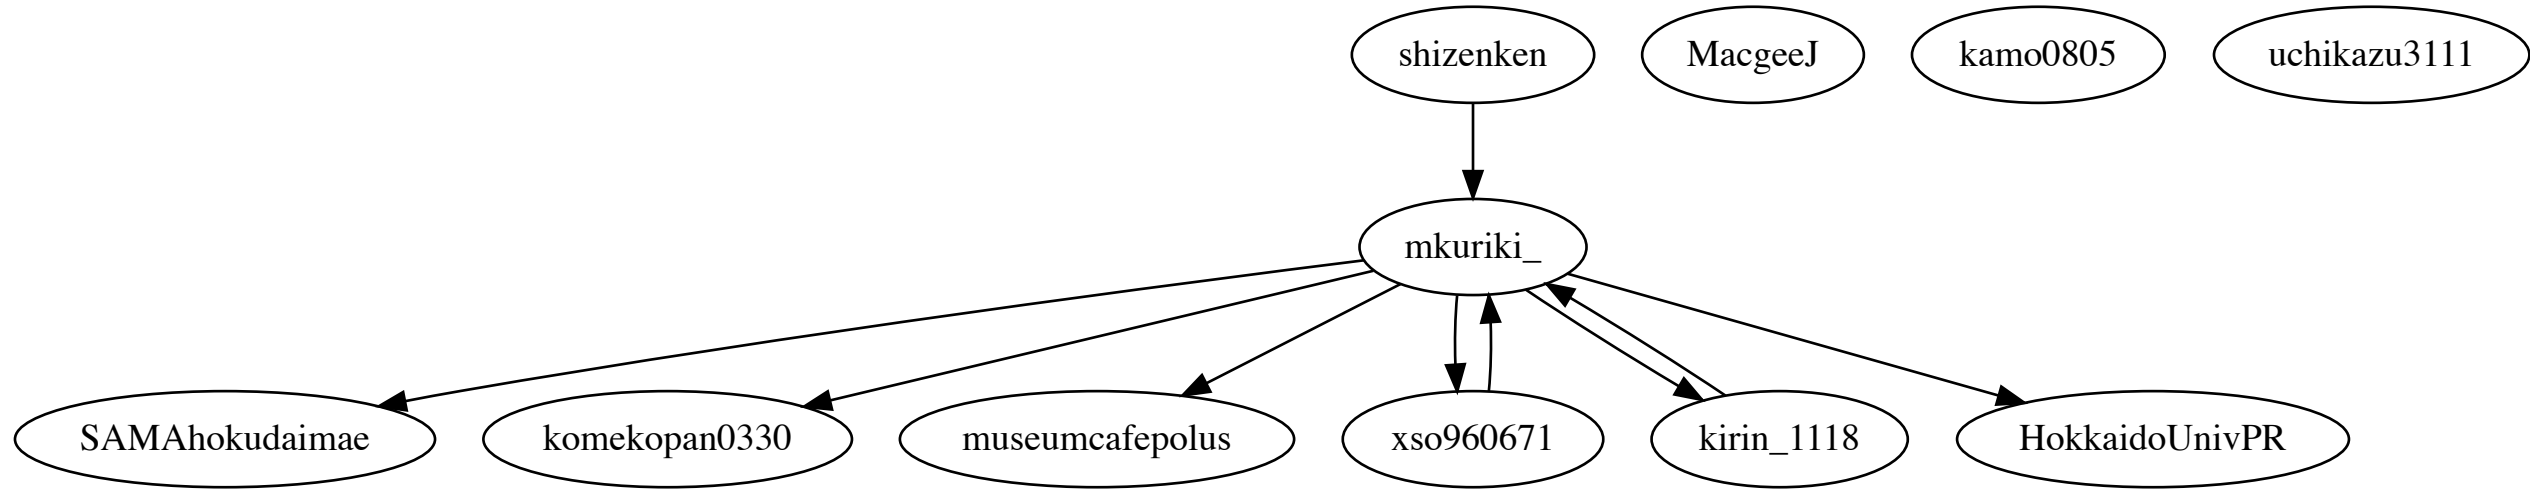 shizenken
MacgeeJ
kamo0805
uchikazu3111
mkuriki_
SAMAhokudaimae
komekopan0330
museumcafepolus
xso960671
kirin_1118
HokkaidoUnivPR